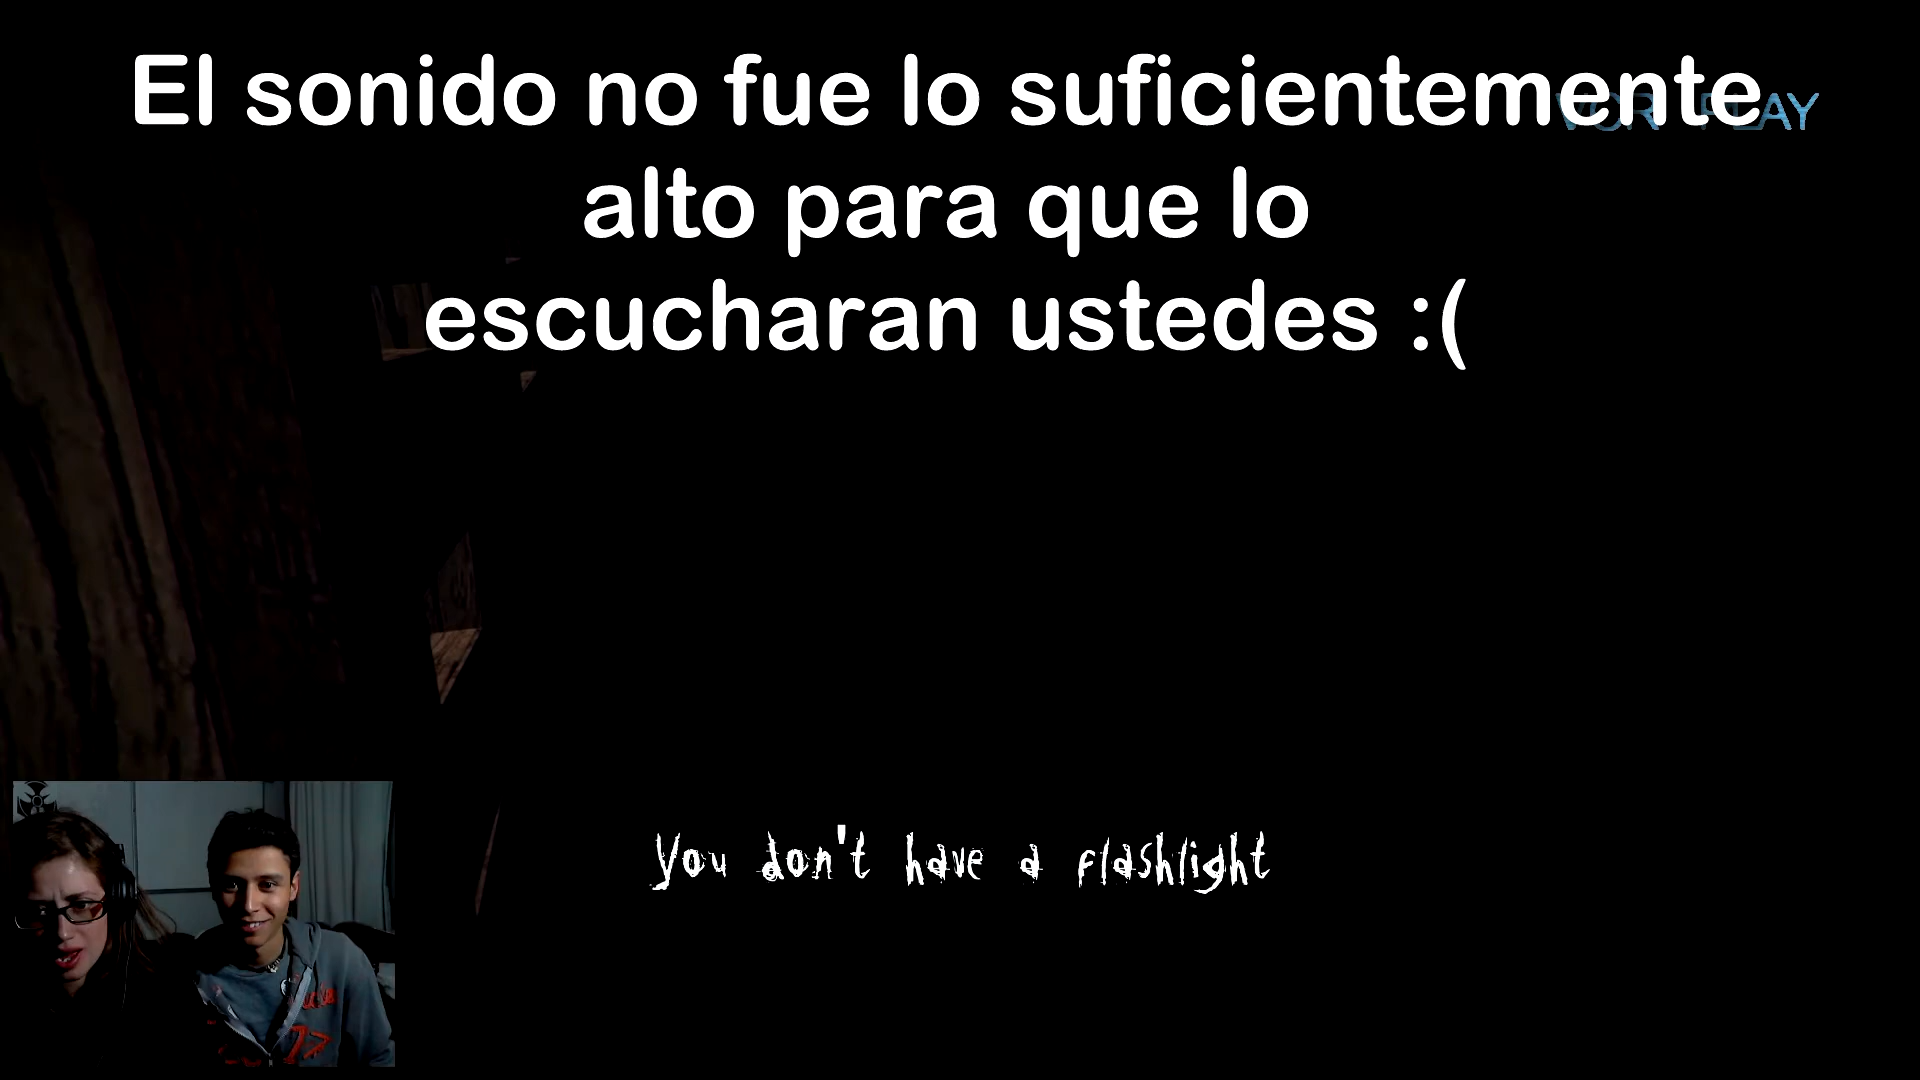 El sonido no fue lo suficientemente
alto para que lo
escucharan ustedes :(
You don't have a flashlight